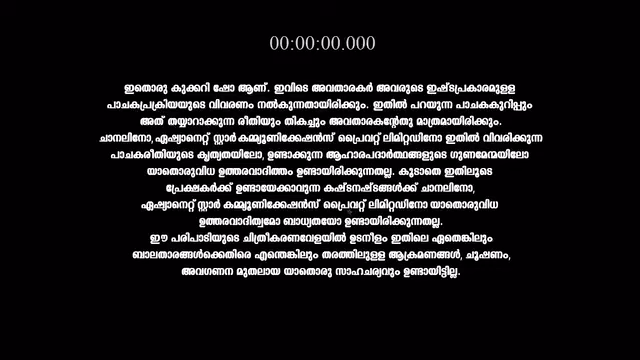 00:00:00.000
ഇതൊരു കുക്കറി ഷോ ആണ്. ഇവിടെ അവതാരകർ അവരുടെ ഇഷ്ടപ്രകാരമുള്ള
പാചകപ്രക്രിയയുടെ വിവരണം നൽകുന്നതായിരിക്കും. ഇതിൽ പറയുന്ന പാചകകുറിപ്പും
അത് തയ്യാറാക്കുന്ന രീതിയും തികച്ചും അവതാരകന്റേതു മാത്രമായിരിക്കും.
ചാനലിനോ, ഏഷ്യാനെറ്റ് സ്റ്റാർ കമ്മ്യൂണിക്കേഷൻസ് പ്രൈവറ്റ് ലിമിറ്റഡിനോ ഇതിൽ വിവരിക്കുന്ന
പാചകരീതിയുടെ കൃത്യതയിലോ, ഉണ്ടാക്കുന്ന ആഹാരപദാർത്ഥങ്ങളുടെ ഗുണമേന്മയിലോ
യാതൊരുവിധ ഉത്തരവാദിത്തം ഉണ്ടായിരിക്കുന്നതല്ല. കൂടാതെ ഇതിലൂടെ
പ്രേക്ഷകർക്ക് ഉണ്ടായേക്കാവുന്ന കഷ്ടനഷ്ടങ്ങൾക്ക് ചാനലിനോ,
ഏഷ്യാനെറ്റ് സ്റ്റാർ കമ്മ്യൂണിക്കേഷൻസ് പ്രൈവറ്റ് ലിമിറ്റഡിനോ യാതൊരുവിധ
ഉത്തരവാദിത്വമോ ബാധ്യതയോ ഉണ്ടായിരിക്കുന്നതല്ല.
ഈ പരിപാടിയുടെ ചിത്രീകരണവേളയിൽ ഉടനീളം ഇതിലെ ഏതെങ്കിലും
ബാലതാരങ്ങൾക്കെതിരെ എന്തെങ്കിലും തരത്തിലുളള ആക്രമണങ്ങൾ, ചൂഷണം,
അവഗണന മുതലായ യാതൊരു സാഹചര്യവും ഉണ്ടായിട്ടില്ല.